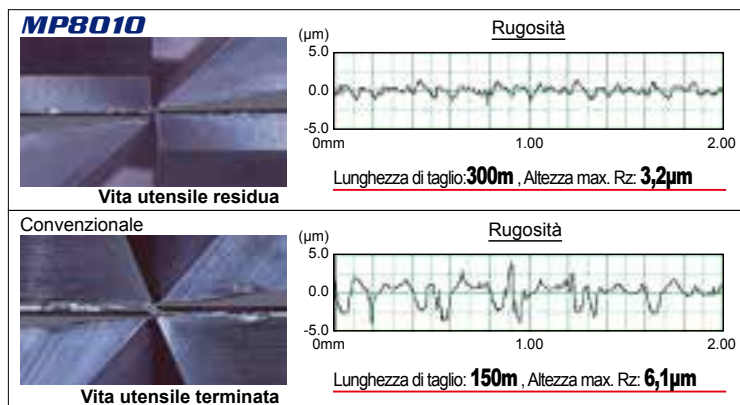 MP8010
Rugosità
(µm)
5.0
0.0
-5.0
0mm
1.00
2.00
Lunghezza di taglio:300m , Altezza max. Rz: 3,2µm
Vita utensile residua
Convenzionale
Rugosità
(µm)
5.0
0.0
-5.0
0mm
1.00
2.00
Lunghezza di taglio: 150m , Altezza max. Rz: 6,1µm
Vita utensile terminata